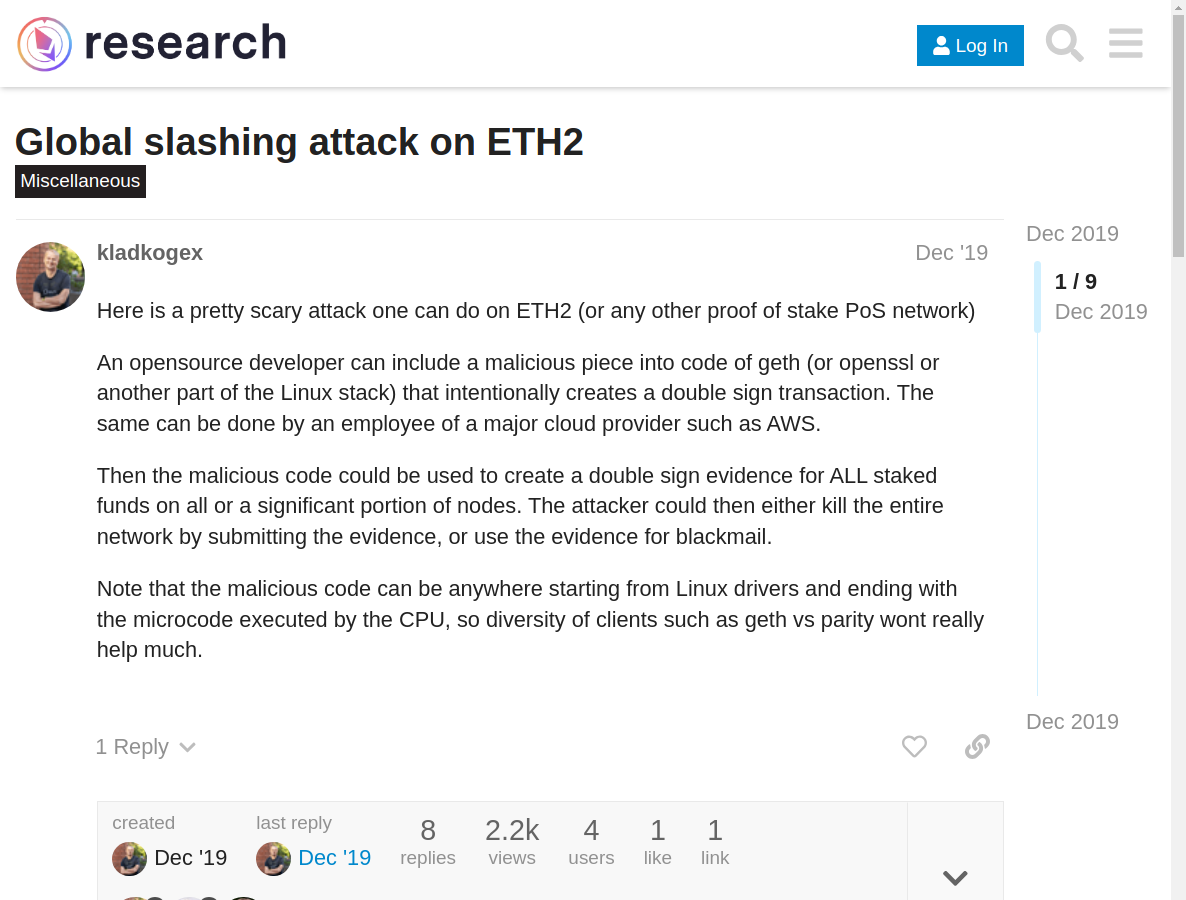 research
Log In
Global slashing attack on ETH2
Miscellaneous
kladkogex
Dec '19
Here is a pretty scary attack one can do on ETH2 (or any other proof of stake PoS network)
An opensource developer can include a malicious piece into code of geth (or openssl or
another part of the Linux stack) that intentionally creates a double sign transaction. The
same can be done by an employee of a major cloud provider such as AWS.
Then the malicious code could be used to create a double sign evidence for ALL staked
funds on all or a significant portion of nodes. The attacker could then either kill the entire
network by submitting the evidence, or use the evidence for blackmail.
Note that the malicious code can be anywhere starting from Linux drivers and ending with
the microcode executed by the CPU, so diversity of clients such as geth vs parity wont really
help much.
1 Reply
Dec 2019
1 / 9
Dec 2019
Dec 2019
created
Dec '19
last reply
Dec '19
8
replies
2.2k
views
4
users
1
like
1
link